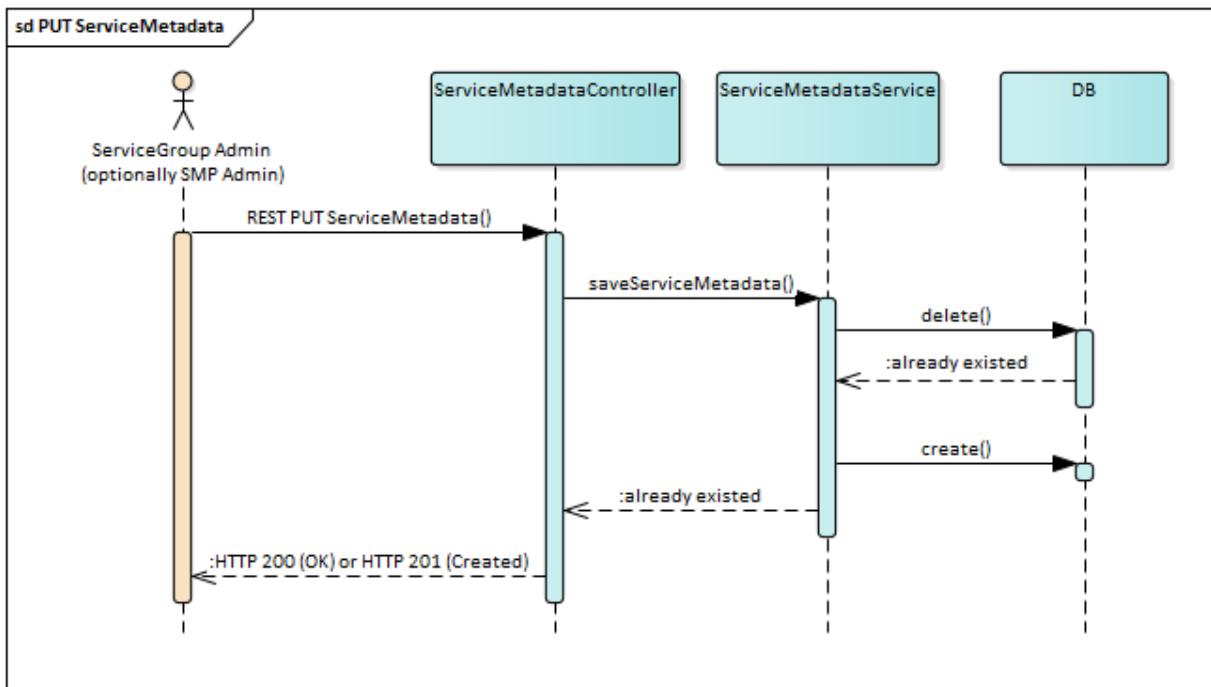 sd PUT ServiceMetadata
ServiceMetadataController
ServiceMetadataService
DB
ServiceGroup Admin
(optionally SMP Admin)
REST PUT ServiceMetadata()
saveServiceMetadata()
delete()
:already existed
create()
:already existed
:HTTP 200 (OK) or HTTP 201 (Created)